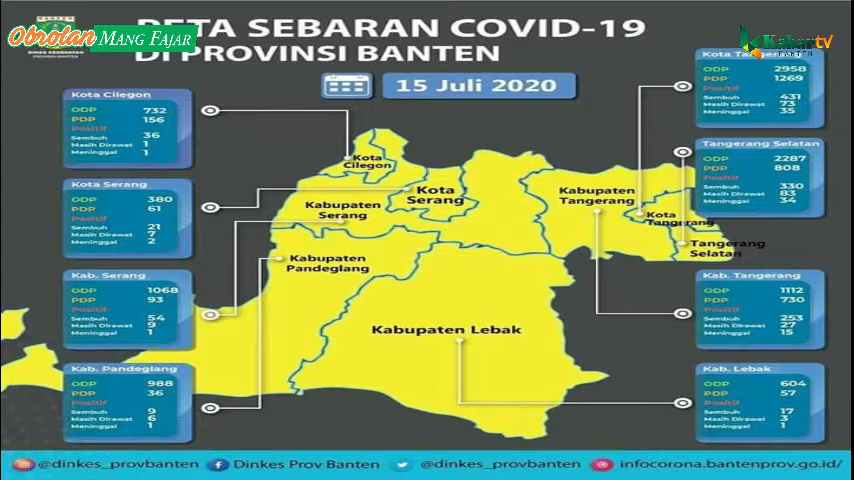 PETA SEBARAN COVID-19
DI PROVINSI BANTEN
Obrolan MANG FAJAR
DINAS KESEHATAN
PROVINSI BANTEN
Kabar tv
15 Juli 2020
Kota Cilegon
ODP 732
PDP 156
Positif
Sembuh 36
Masih Dirawat 1
Meninggal 1
Kota Serang
ODP 380
PDP 61
Positif
Sembuh 21
Masih Dirawat 7
Meninggal 2
Kab. Serang
ODP 1068
PDP 93
Positif
Sembuh 54
Masih Dirawat 9
Meninggal 1
Kab. Pandeglang
ODP 988
PDP 36
Positif
Sembuh 9
Masih Dirawat 6
Meninggal 1
Kota Cilegon
Kota Serang
Kabupaten Serang
Kabupaten Pandeglang
Kabupaten Lebak
Kabupaten Tangerang
Kota Tangerang
Tangerang Selatan
Kota Tangerang
ODP 2958
PDP 1269
Positif
Sembuh 431
Masih Dirawat 73
Meninggal 35
Tangerang Selatan
ODP 2287
PDP 808
Positif
Sembuh 330
Masih Dirawat 83
Meninggal 34
Kab. Tangerang
ODP 1112
PDP 730
Positif
Sembuh 253
Masih Dirawat 27
Meninggal 15
Kab. Lebak
ODP 604
PDP 57
Positif
Sembuh 17
Masih Dirawat 3
Meninggal 1
@dinkes_provbanten
Dinkes Prov Banten
@dinkes_provbanten
infocorona.bantenprov.go.id/